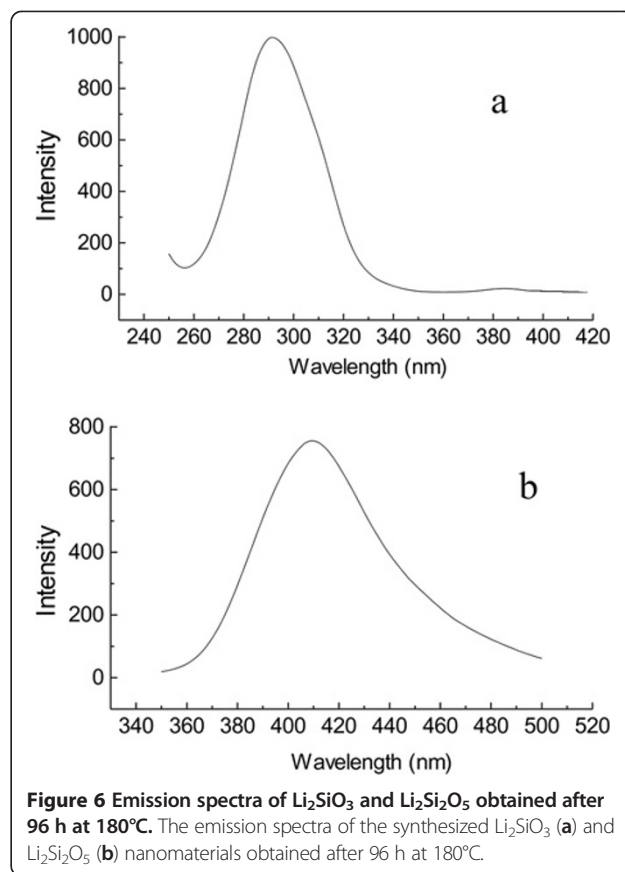 1000
800
600
400
200
0
Intensity
a
240 260 280 300 320 340 360 380 400 420
Wavelength (nm)
800
600
400
200
0
Intensity
b
340 360 380 400 420 440 460 480 500 520
Wavelength (nm)
Figure 6 Emission spectra of Li₂SiO₃ and Li₂Si₂O₅ obtained after
96 h at 180°C. The emission spectra of the synthesized Li₂SiO₃ (a) and
Li₂Si₂O₅ (b) nanomaterials obtained after 96 h at 180°C.